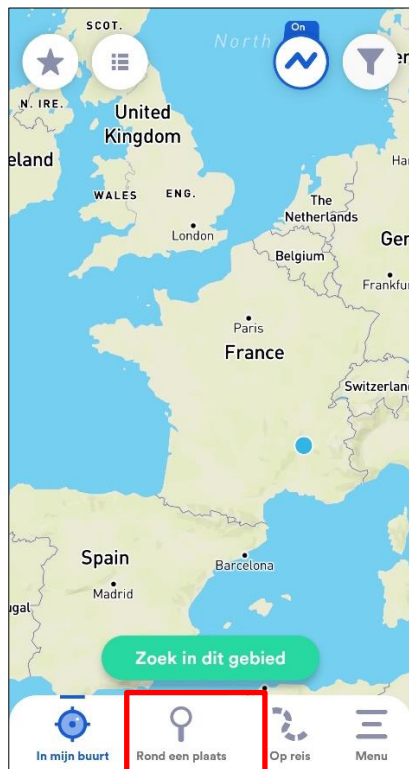 SCOT.
On
North
N. IRE.
United
Kingdom
eland
Ha
WALES
ENG.
The
Netherlands
London
Ger
Belgium
Frankfu
Paris
France
Switzerlan
Spain
Barcelona
Madrid
ugal
Zoek in dit gebied
In mijn buurt
Rond een plaats
Op reis
Menu